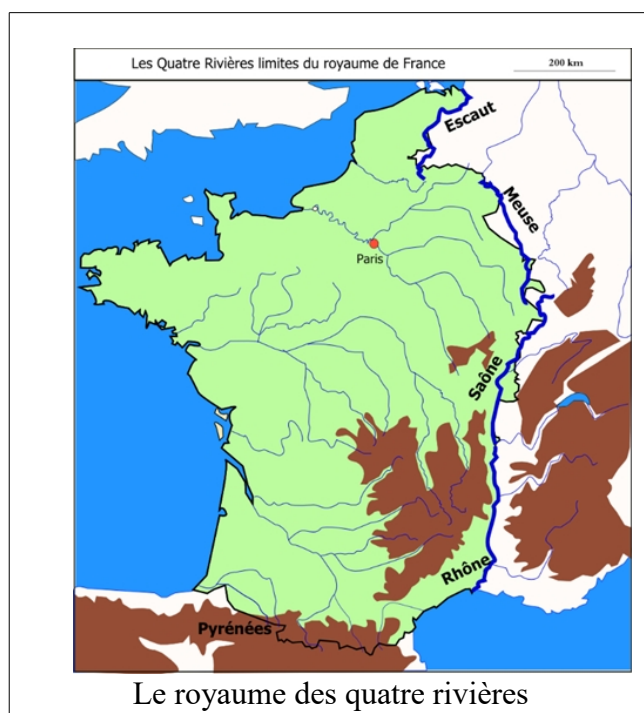 Les Quatre Rivières limites du royaume de France
200 km
Escaut
Meuse
Paris
Saône
Rhône
Pyrénées
Le royaume des quatre rivières